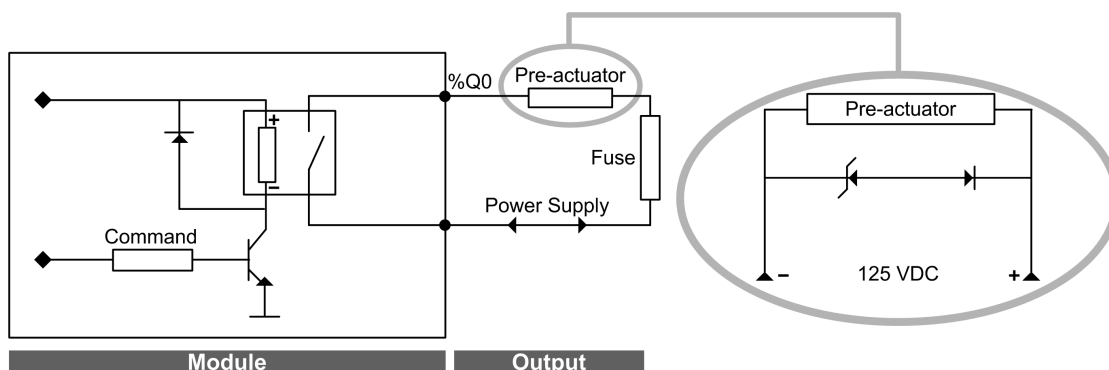 %Q0
Pre-actuator
Pre-actuator
+
Fuse
−
Power Supply
Command
−
125 VDC
+
Module
Output